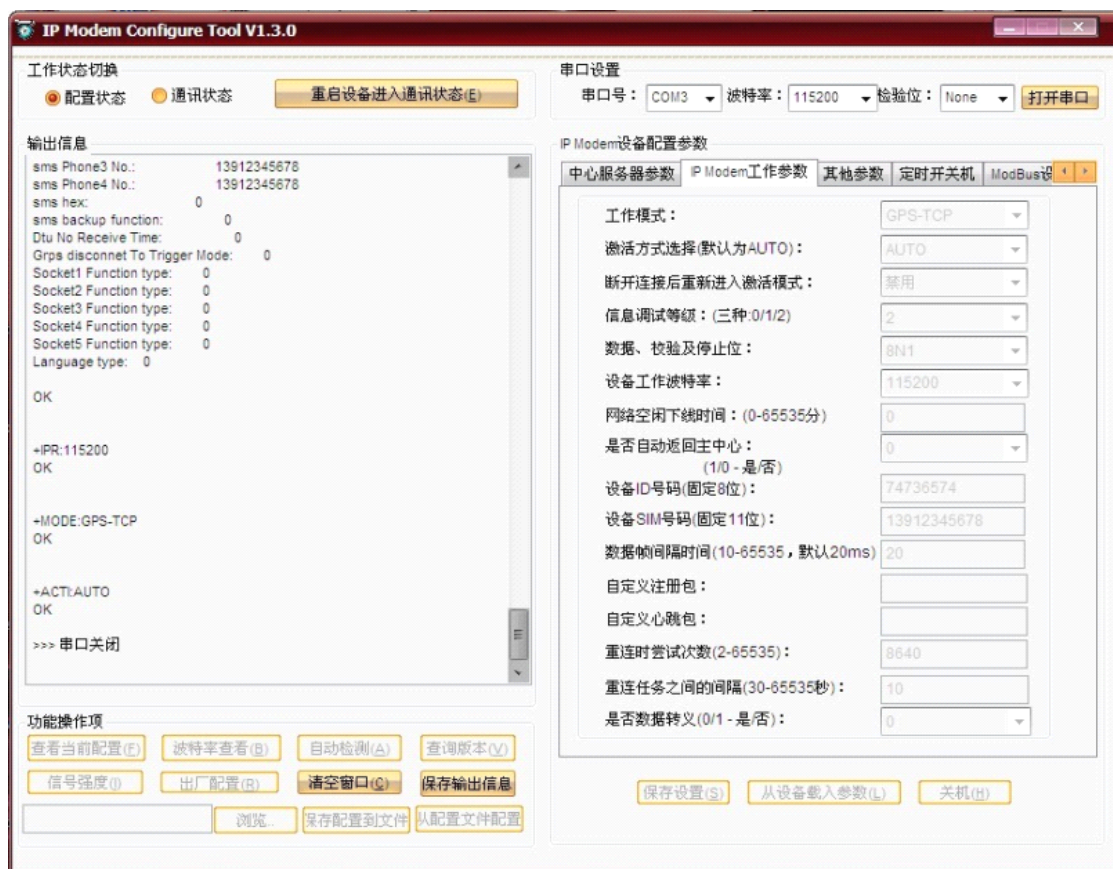 IP Modem Configure Tool V1.3.0
工作状态切换
配置状态 通讯状态 重启设备进入通讯状态(E)
串口设置
串口号： COM3 波特率： 115200 检验位： None 打开串口
输出信息
sms Phone3 No.: 13912345678
sms Phone4 No.: 13912345678
sms hex: 0
sms backup function: 0
Dtu No Receive Time: 0
Grps disconnet To Trigger Mode: 0
Socket1 Function type: 0
Socket2 Function type: 0
Socket3 Function type: 0
Socket4 Function type: 0
Socket5 Function type: 0
Language type: 0
OK
+IPR:115200
OK
+MODE:GPS-TCP
OK
+ACTI:AUTO
OK
>>> 串口关闭
功能操作项
查看当前配置(F) 波特率查看(B) 自动检测(A) 查询版本(V)
信号强度(I) 出厂配置(R) 清空窗口(C) 保存输出信息
浏览.. 保存配置到文件 从配置文件配置
IP Modem设备配置参数
中心服务器参数 IP Modem工作参数 其他参数 定时开关机 ModBus设
工作模式： GPS-TCP
激活方式选择(默认为AUTO)： AUTO
断开连接后重新进入激活模式： 禁用
信息调试等级：(三种:0/1/2) 2
数据、校验及停止位： 8N1
设备工作波特率： 115200
网络空闲下线时间：(0-65535分) 0
是否自动返回主中心： 0
(1/0 - 是/否)
设备ID号码(固定8位)： 74736574
设备SIM号码(固定11位)： 13912345678
数据帧间隔时间(10-65535，默认20ms) 20
自定义注册包：
自定义心跳包：
重连时尝试次数(2-65535)： 8640
重连任务之间的间隔(30-65535秒)： 10
是否数据转义(0/1 - 是/否)： 0
保存设置(S) 从设备载入参数(L) 关机(H)